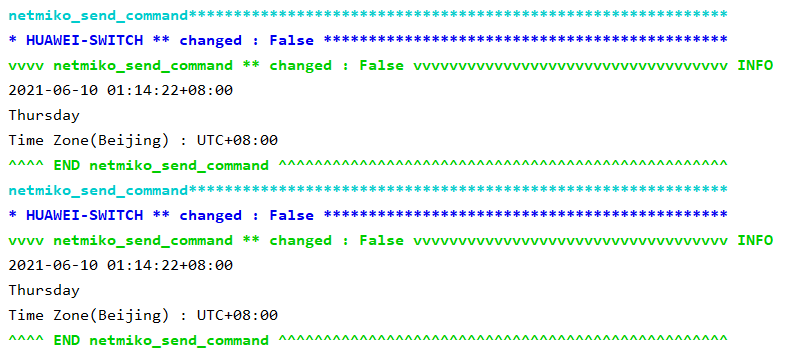 netmiko_send_command************************************************************
* HUAWEI-SWITCH ** changed : False *********************************************
vvvv netmiko_send_command ** changed : False vvvvvvvvvvvvvvvvvvvvvvvvvvvvvvvvvvv INFO
2021-06-10 01:14:22+08:00
Thursday
Time Zone(Beijing) : UTC+08:00
^^^^ END netmiko_send_command ^^^^^^^^^^^^^^^^^^^^^^^^^^^^^^^^^^^^^^^^^^^^^^^^^^
netmiko_send_command************************************************************
* HUAWEI-SWITCH ** changed : False *********************************************
vvvv netmiko_send_command ** changed : False vvvvvvvvvvvvvvvvvvvvvvvvvvvvvvvvvvv INFO
2021-06-10 01:14:22+08:00
Thursday
Time Zone(Beijing) : UTC+08:00
^^^^ END netmiko_send_command ^^^^^^^^^^^^^^^^^^^^^^^^^^^^^^^^^^^^^^^^^^^^^^^^^^